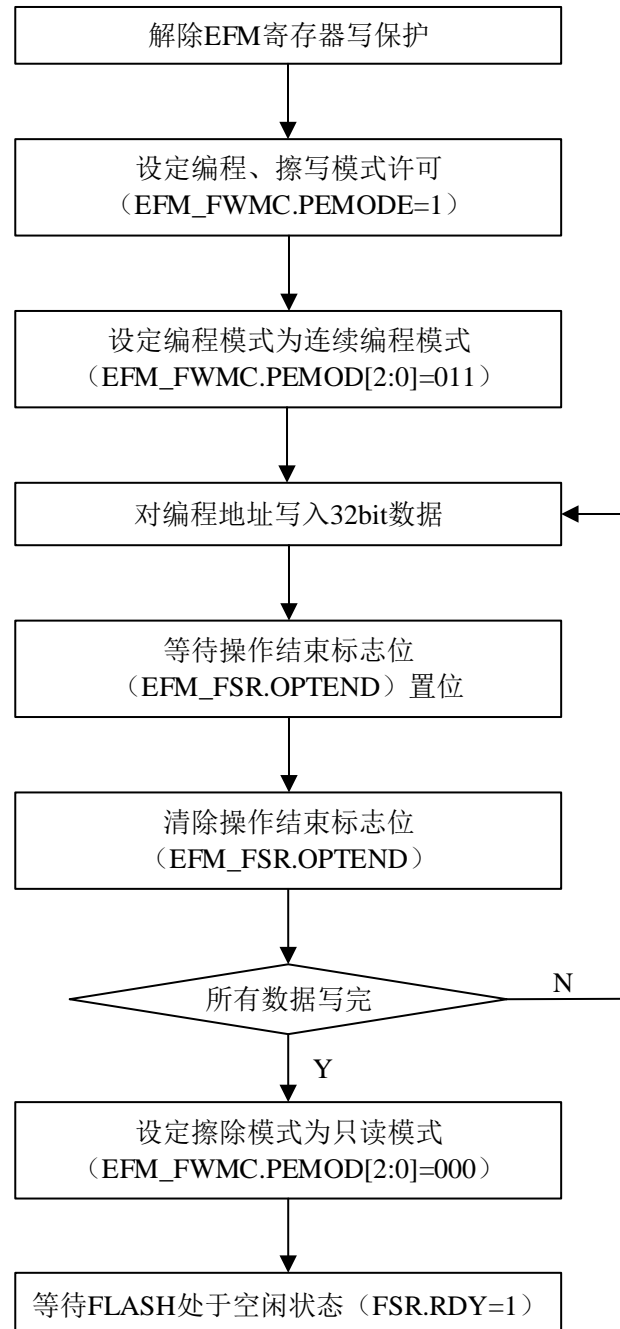 解除EFM寄存器写保护
设定编程、擦写模式许可
（EFM_FWMC.PEMODE=1）
设定编程模式为连续编程模式
（EFM_FWMC.PEMOD[2:0]=011）
对编程地址写入32bit数据
等待操作结束标志位
（EFM_FSR.OPTEND）置位
清除操作结束标志位
（EFM_FSR.OPTEND）
所有数据写完
N
Y
设定擦除模式为只读模式
（EFM_FWMC.PEMOD[2:0]=000）
等待FLASH处于空闲状态（FSR.RDY=1）